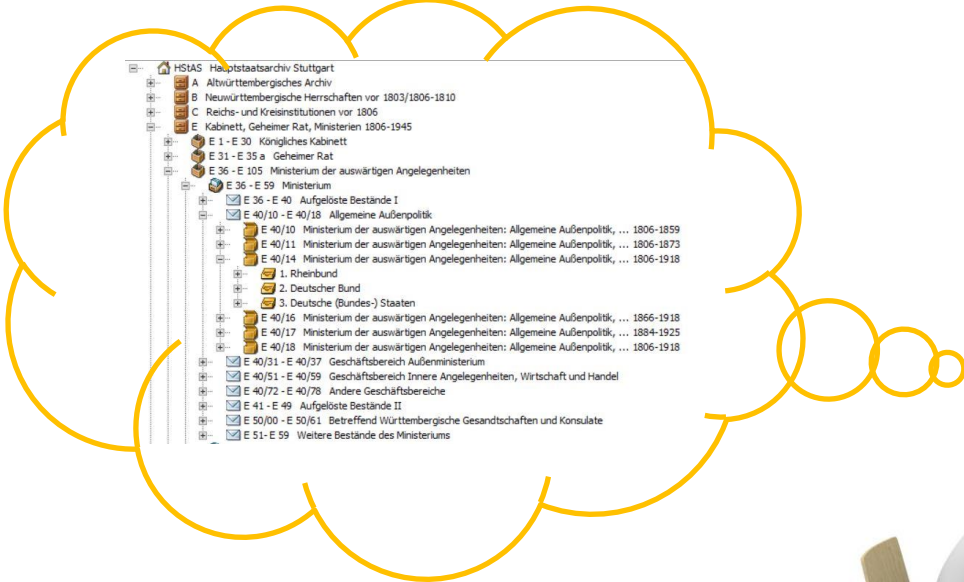 HStAS Hauptstaatsarchiv Stuttgart
A Altwürttembergisches Archiv
B Neuwürttembergische Herrschaften vor 1803/1806-1810
C Reichs- und Kreisinstitutionen vor 1806
E Kabinett, Geheimer Rat, Ministerien 1806-1945
E 1 - E 30 Königliches Kabinett
E 31 - E 35 a Geheimer Rat
E 36 - E 105 Ministerium der auswärtigen Angelegenheiten
E 36 - E 59 Ministerium
E 36 - E 40 Aufgelöste Bestände I
E 40/10 - E 40/18 Allgemeine Außenpolitik
E 40/10 Ministerium der auswärtigen Angelegenheiten: Allgemeine Außenpolitik, ... 1806-1859
E 40/11 Ministerium der auswärtigen Angelegenheiten: Allgemeine Außenpolitik, ... 1806-1873
E 40/14 Ministerium der auswärtigen Angelegenheiten: Allgemeine Außenpolitik, ... 1806-1918
1. Rheinbund
2. Deutscher Bund
3. Deutsche (Bundes-) Staaten
E 40/16 Ministerium der auswärtigen Angelegenheiten: Allgemeine Außenpolitik, ... 1866-1918
E 40/17 Ministerium der auswärtigen Angelegenheiten: Allgemeine Außenpolitik, ... 1884-1925
E 40/18 Ministerium der auswärtigen Angelegenheiten: Allgemeine Außenpolitik, ... 1806-1918
E 40/31 - E 40/37 Geschäftsbereich Außenministerium
E 40/51 - E 40/59 Geschäftsbereich Innere Angelegenheiten, Wirtschaft und Handel
E 40/72 - E 40/78 Andere Geschäftsbereiche
E 41 - E 49 Aufgelöste Bestände II
E 50/00 - E 50/61 Betreffend Württembergische Gesandtschaften und Konsulate
E 51- E 59 Weitere Bestände des Ministeriums